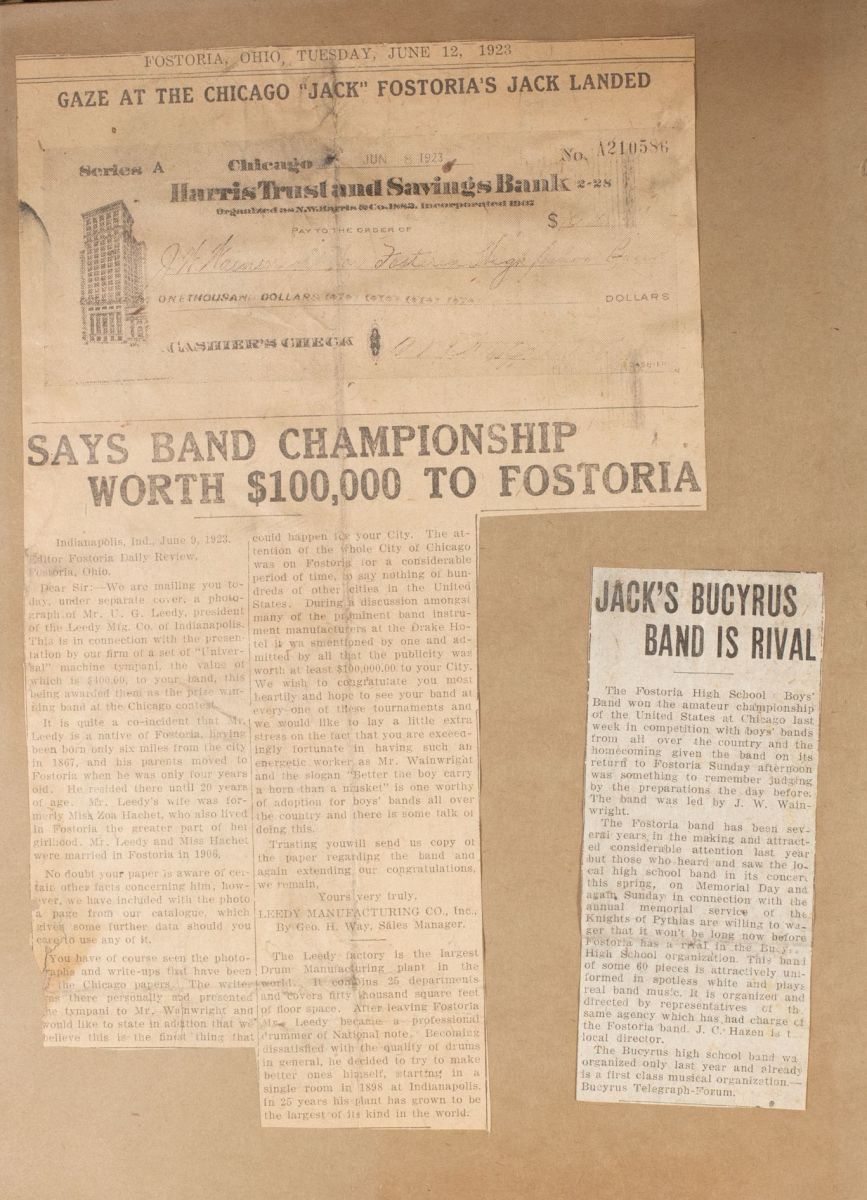 FOSTORIA, OHIO, TUESDAY, JUNE 12, 1923
GAZE AT THE CHICAGO "JACK" FOSTORIA'S JACK LANDED
Series A Chicago JUN 8 1923 No. A210586
Harris Trust and Savings Bank 2-28
Organized as N.W. Harris & Co. 1882. Incorporated 1907
PAY TO THE ORDER OF $
J. W. Wainwright Fostoria High
ONE THOUSAND DOLLARS DOLLARS
CASHIER'S CHECK
SAYS BAND CHAMPIONSHIP
WORTH $100,000 TO FOSTORIA
Indianapolis, Ind., June 9, 1923.
Editor Fostoria Daily Review,
Fostoria, Ohio.
Dear Sir:—We are mailing you to-
day, under separate cover, a photo-
graph of Mr. U. G. Leedy, president
of the Leedy Mfg. Co. of Indianapolis.
This is in connection with the presen-
tation by our firm of a set of "Univer-
sal" machine tympani, the value of
which is $400.00, to your band, this
being awarded them as the prize win-
ning band at the Chicago contest.
It is quite a co-incident that Mr.
Leedy is a native of Fostoria, having
been born only six miles from the city
in 1867, and his parents moved to
Fostoria when he was only four years
old. He resided there until 20 years
of age. Mr. Leedy's wife was for-
merly Miss Zoa Hachet, who also lived
in Fostoria the greater part of her
girlhood. Mr. Leedy and Miss Hachet
were married in Fostoria in 1906.
No doubt your paper is aware of cer-
tain other facts concerning him; how-
ever, we have included with the photo
a page from our catalogue, which
gives some further data should you
care to use any of it.
You have of course seen the photo-
graphs and write-ups that have been
the Chicago papers. The writer
was there personally and presented
the tympani to Mr. Wainwright and
would like to state in addition that we
believe this is the finest thing that
could happen for your City. The at-
tention of the whole City of Chicago
was on Fostoria for a considerable
period of time, to say nothing of hun-
dreds of other cities in the United
States. During a discussion amongst
many of the prominent band instru-
ment manufacturers at the Drake Ho-
tel it wa smentioned by one and ad-
mitted by all that the publicity was
worth at least $100,000.00 to your City.
We wish to congratulate you most
heartily and hope to see your band at
every one of these tournaments and
we would like to lay a little extra
stress on the fact that you are exceed-
ingly fortunate in having such an
energetic worker as Mr. Wainwright
and the slogan "Better the boy carry
a horn than a musket" is one worthy
of adoption for boys' bands all over
the country and there is some talk of
doing this.
Trusting youwill send us copy of
the paper regarding the band and
again extending our congratulations,
we remain,
Yours very truly,
LEEDY MANUFACTURING CO., Inc.,
By Geo. H. Way, Sales Manager.
The Leedy factory is the largest
Drum Manufacturing plant in the
world. It contains 25 departments
and covers fifty thousand square feet
of floor space. After leaving Fostoria
Mr. Leedy became a professional
drummer of National note. Becoming
dissatisfied with the quality of drums
in general, he decided to try to make
better ones himself, starting in a
single room in 1898 at Indianapolis.
in 25 years his plant has grown to be
the largest of its kind in the world.
JACK'S BUCYRUS
BAND IS RIVAL
The Fostoria High School Boys'
Band won the amateur championship
of the United States at Chicago last
week in competition with boys' bands
from all over the country and the
homecoming given the band on its
return to Fostoria Sunday afternoon
was something to remember judging
by the preparations the day before.
The band was led by J. W. Wain-
wright.
The Fostoria band has been sev-
eral years in the making and attract-
ed considerable attention last year
but those who heard and saw the lo-
cal high school band in its concert
this spring, on Memorial Day and
again Sunday in connection with the
annual memorial service of the
Knights of Pythias are willing to wa-
ger that it won't be long now before
Fostoria has a rival in the Bucy
High School organization. This band
of some 60 pieces is attractively uni-
formed in spotless white and plays
real band music. It is organized and
directed by representatives of th
same agency which has had charge of
the Fostoria band. J. C. Hazen is t
local director.
The Bucyrus high school band wa
organized only last year and already
is a first class musical organization.—
Bucyrus Telegraph-Forum.